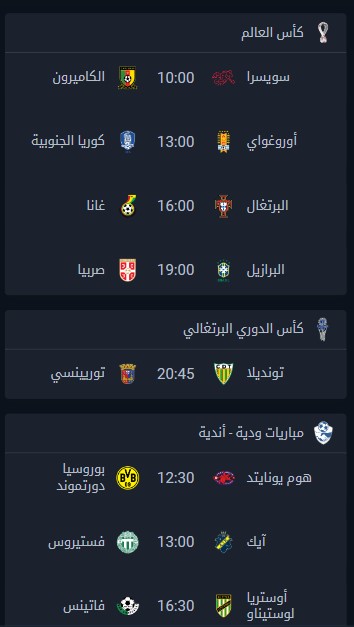 كأس العالم
سويسرا 10:00 الكاميرون
أوروغواي 13:00 كوريا الجنوبية
البرتغال 16:00 غانا
البرازيل 19:00 صربيا
كأس الدوري البرتغالي
تونديلا 20:45 توريينسي
مباريات ودية - أندية
هوم يونايتد 12:30 بوروسيا
دورتموند
آيك 13:00 فستيروس
أوستريا
لوستيناو 16:30 فاتينس